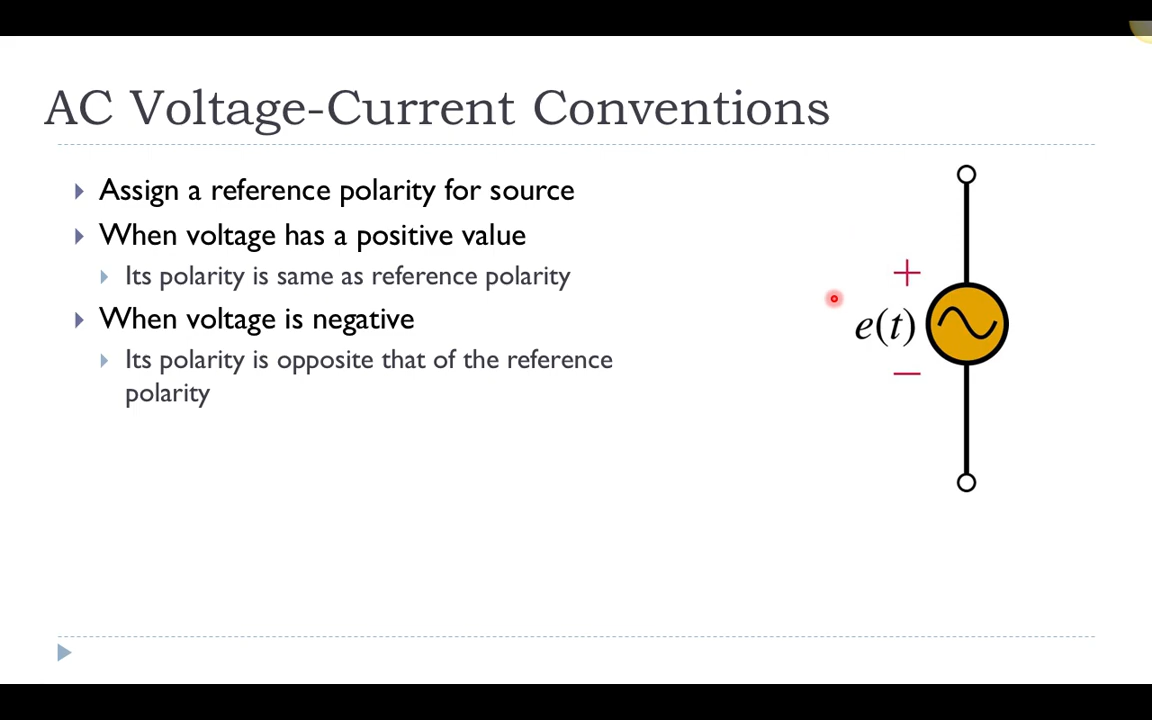 AC Voltage-Current Conventions
Assign a reference polarity for source
When voltage has a positive value
Its polarity is same as reference polarity
When voltage is negative
Its polarity is opposite that of the reference
polarity
+
e(t)
−